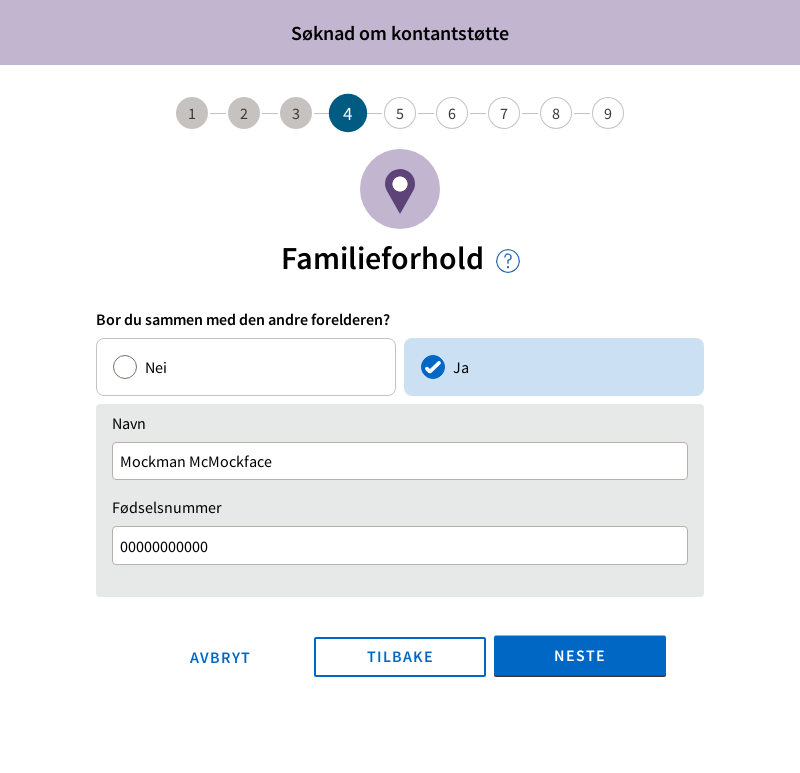 Søknad om kontantstøtte
1 2 3 4 5 6 7 8 9
Familieforhold ?
Bor du sammen med den andre forelderen?
Nei Ja
Navn
Mockman McMockface
Fødselsnummer
00000000000
AVBRYT TILBAKE NESTE